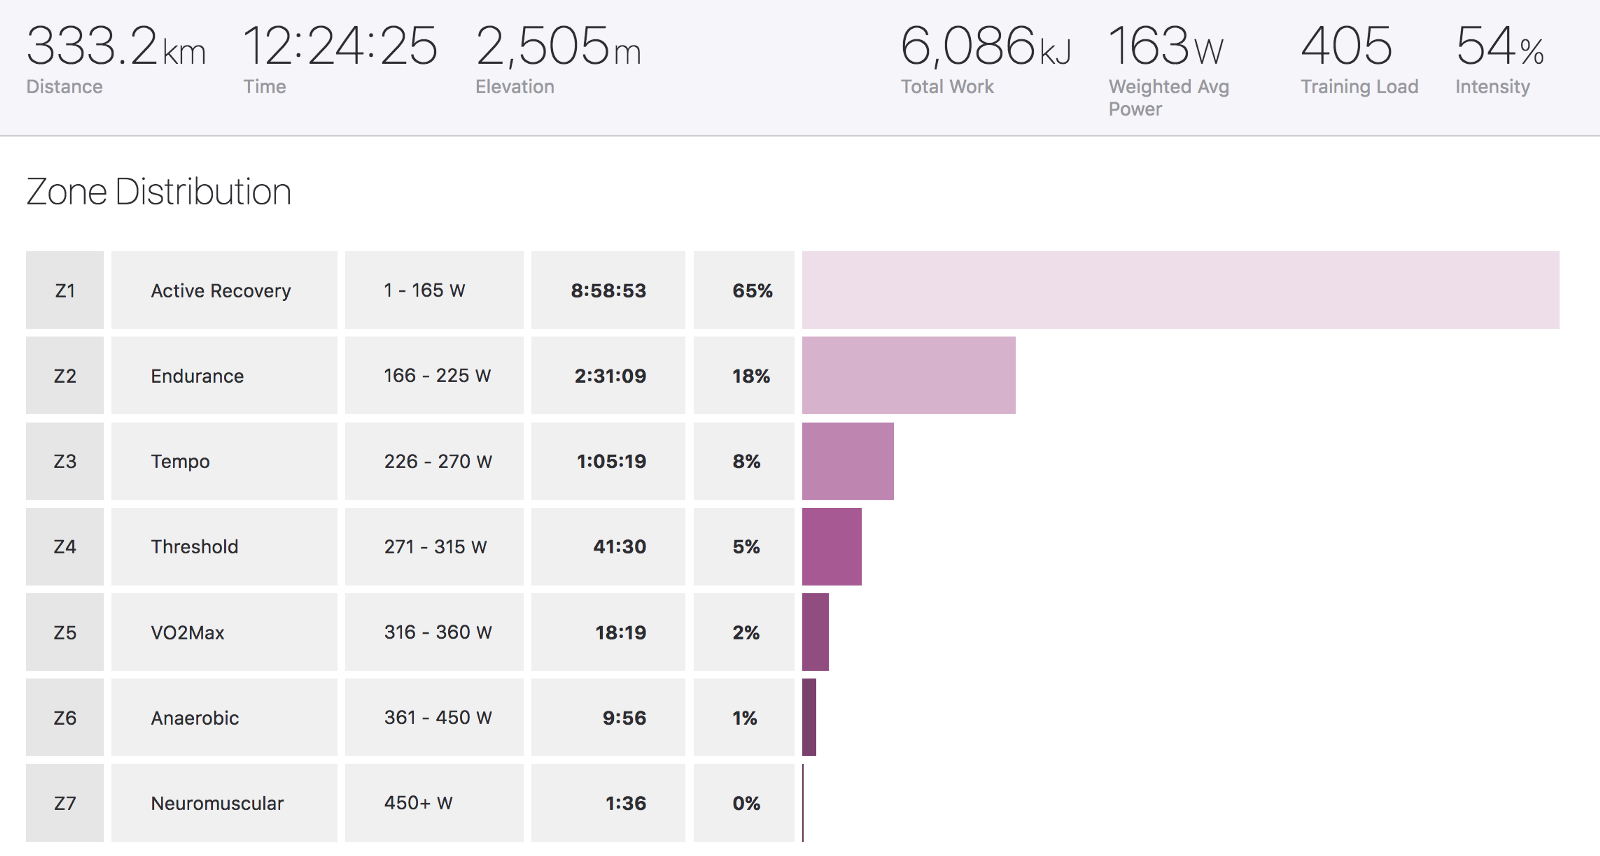 333.2km 12:24:25 2,505m 6,086kJ 163W 405 54%
Distance Time Elevation Total Work Weighted Avg Training Load Intensity
Power
Zone Distribution
Z1 Active Recovery 1 - 165 W 8:58:53 65%
Z2 Endurance 166 - 225 W 2:31:09 18%
Z3 Tempo 226 - 270 W 1:05:19 8%
Z4 Threshold 271 - 315 W 41:30 5%
Z5 VO2Max 316 - 360 W 18:19 2%
Z6 Anaerobic 361 - 450 W 9:56 1%
Z7 Neuromuscular 450+ W 1:36 0%